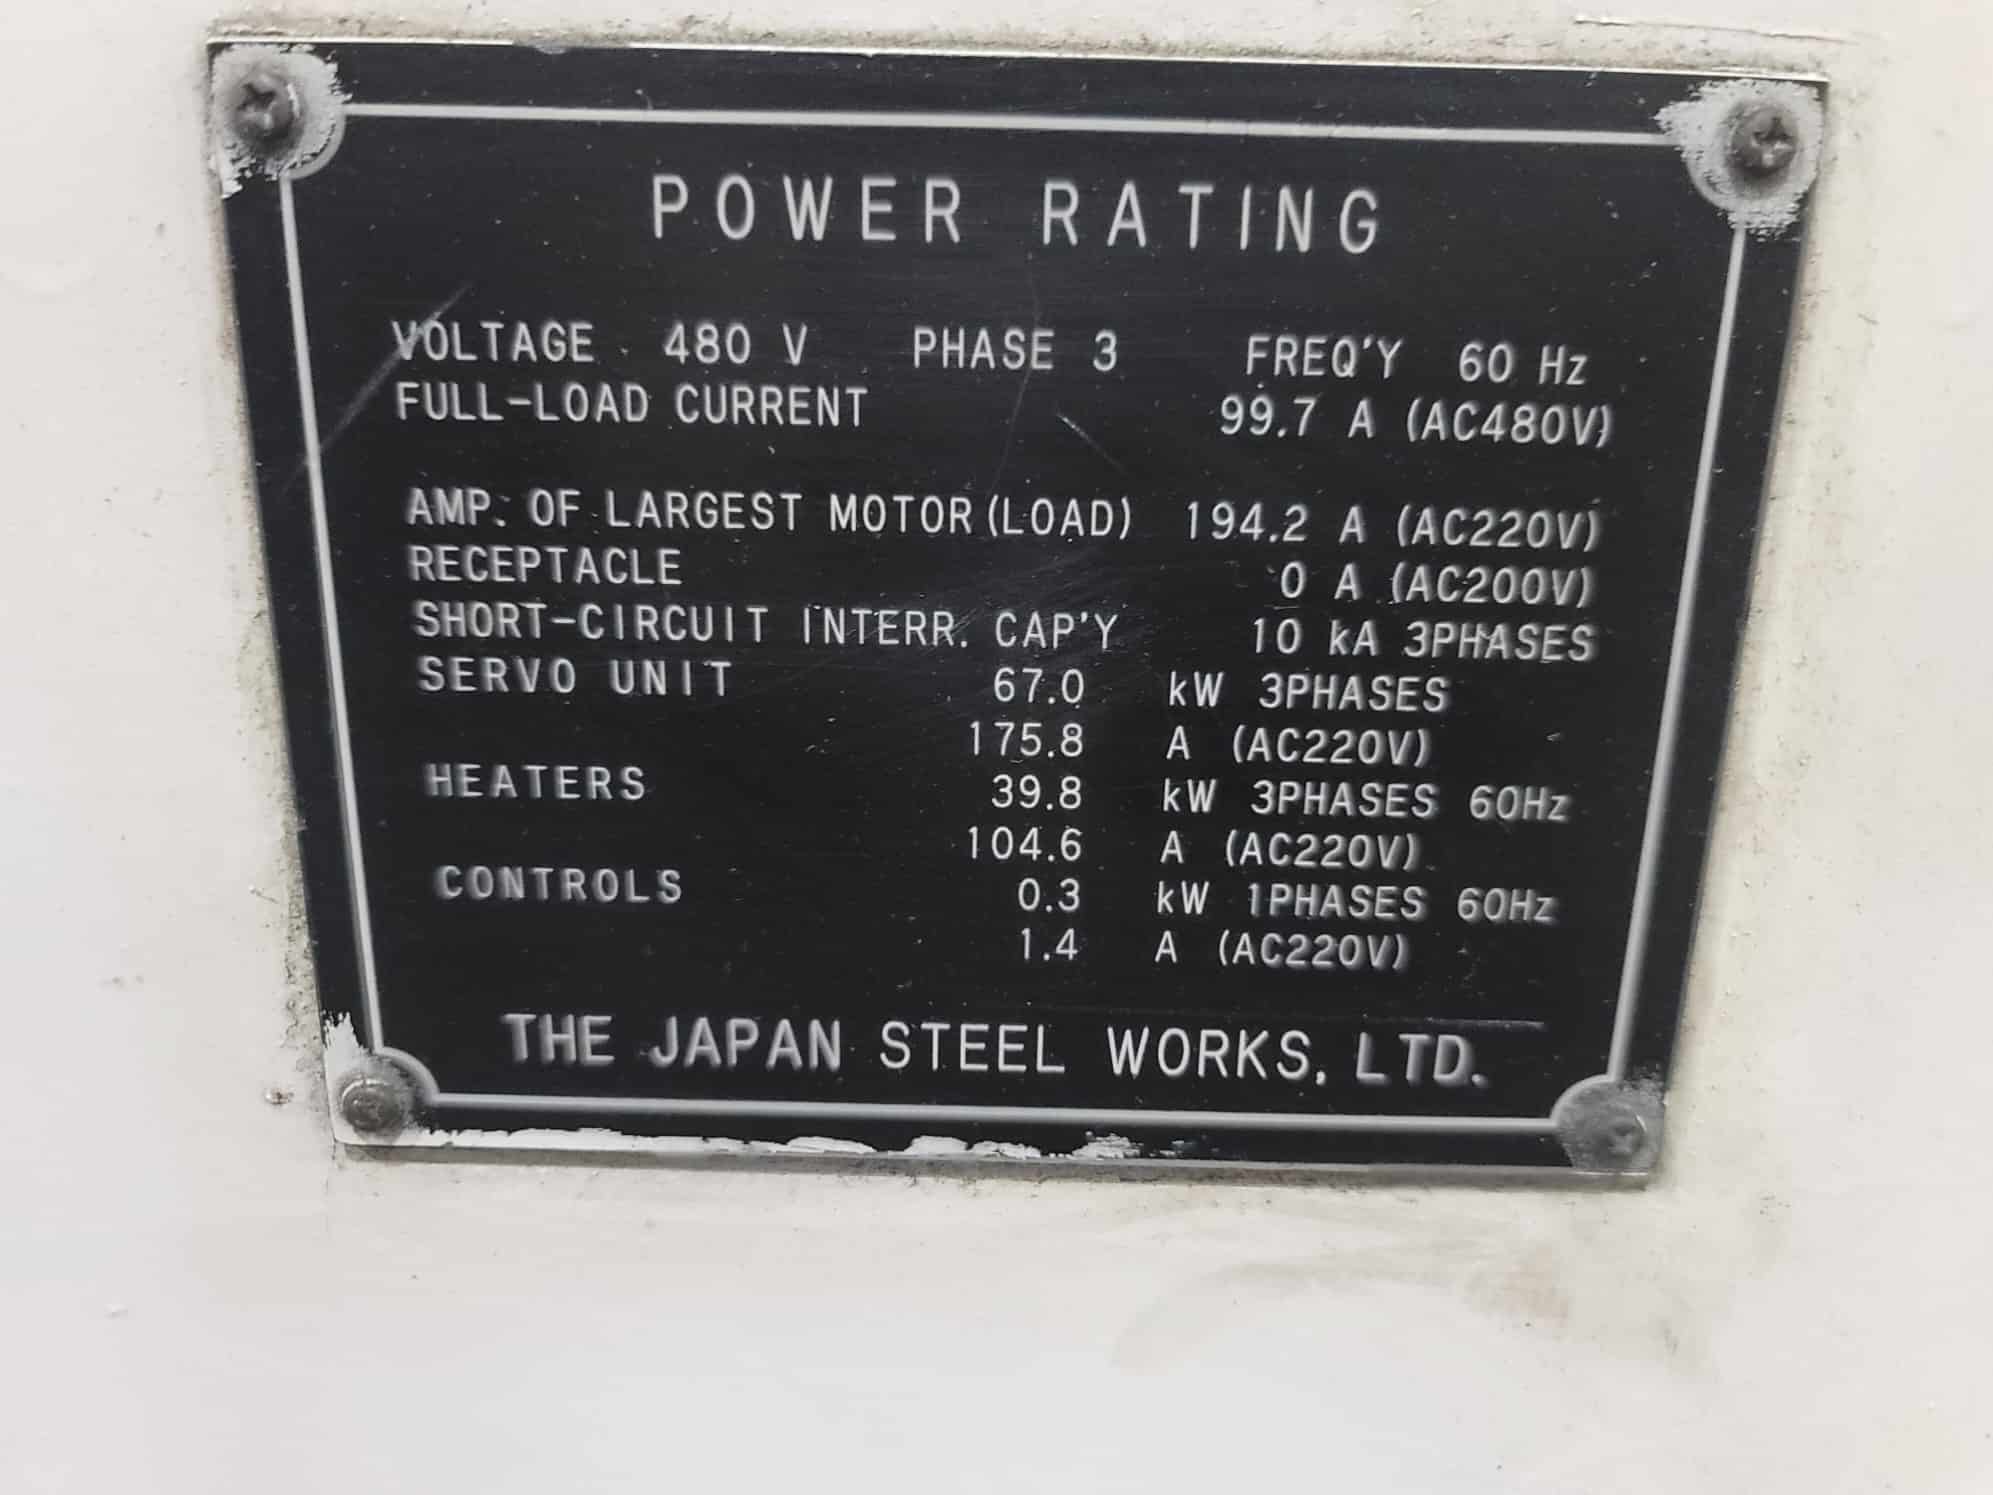 POWER RATING
VOLTAGE 480 V PHASE 3 FREQ'Y 60 Hz
FULL-LOAD CURRENT 99.7 A (AC480V)
AMP. OF LARGEST MOTOR (LOAD) 194.2 A (AC220V)
RECEPTACLE 0 A (AC200V)
SHORT-CIRCUIT INTERR. CAP'Y 10 kA 3PHASES
SERVO UNIT 67.0 kW 3PHASES
175.8 A (AC220V)
HEATERS 39.8 kW 3PHASES 60Hz
104.6 A (AC220V)
CONTROLS 0.3 kW 1PHASES 60Hz
1.4 A (AC220V)
THE JAPAN STEEL WORKS, LTD.